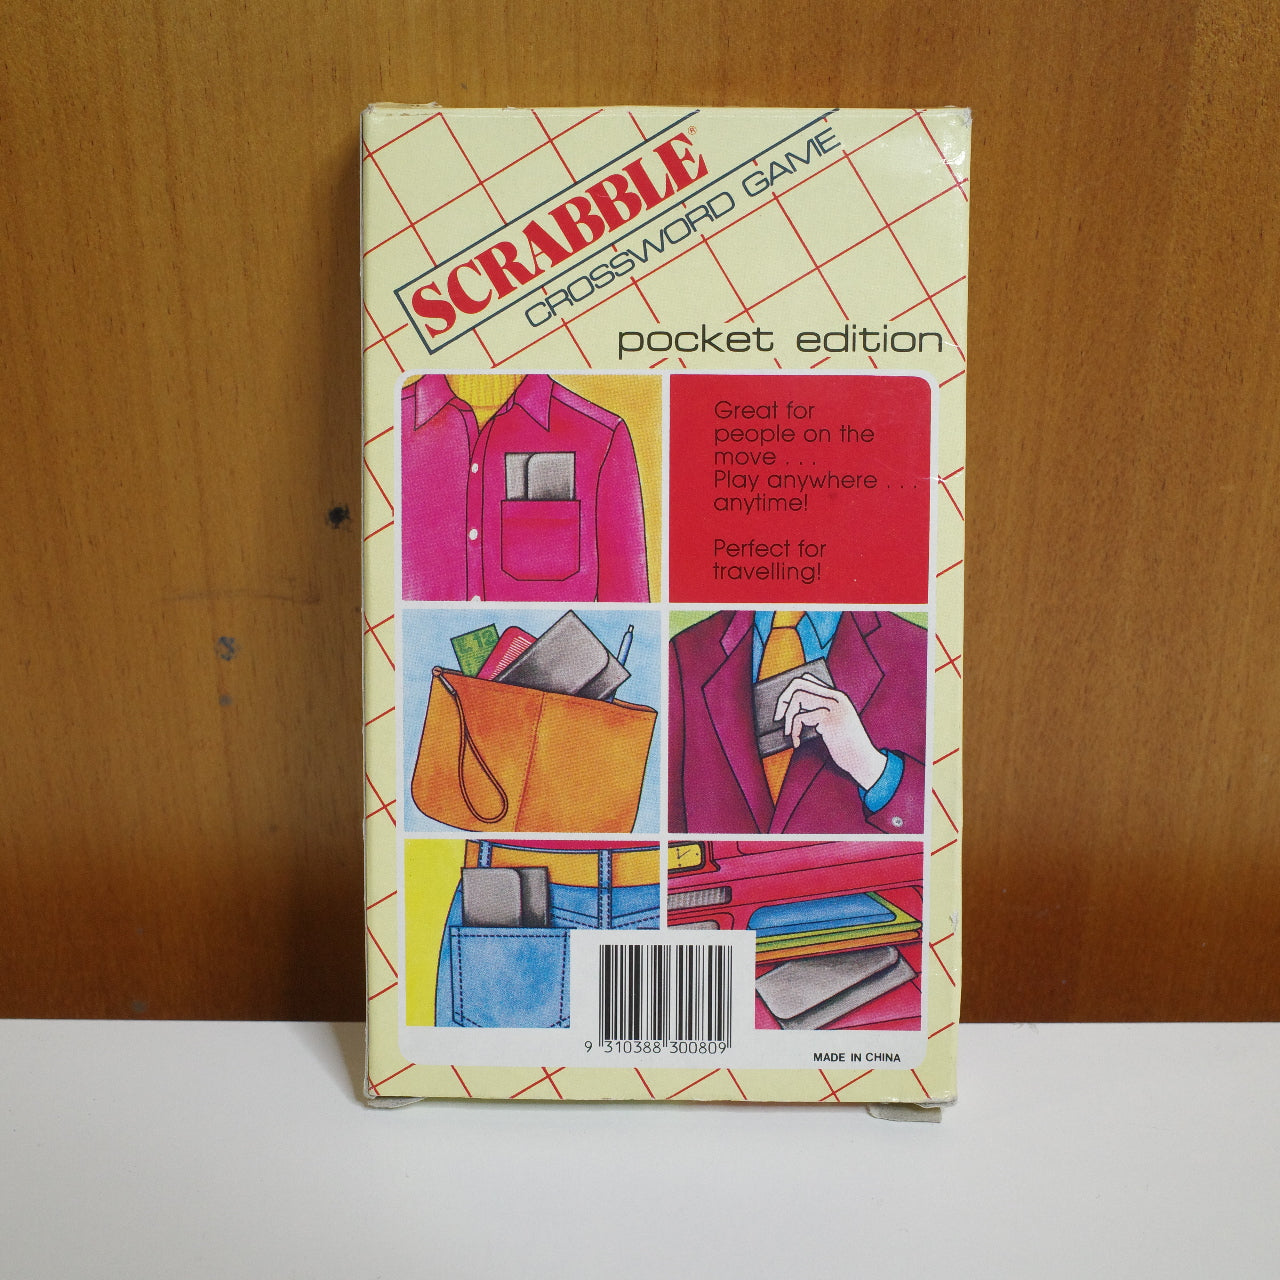 SCRABBLE®
CROSSWORD GAME
pocket edition
Great for
people on the
move . . .
Play anywhere . . .
anytime!
Perfect for
travelling!
9 310388 300809
MADE IN CHINA